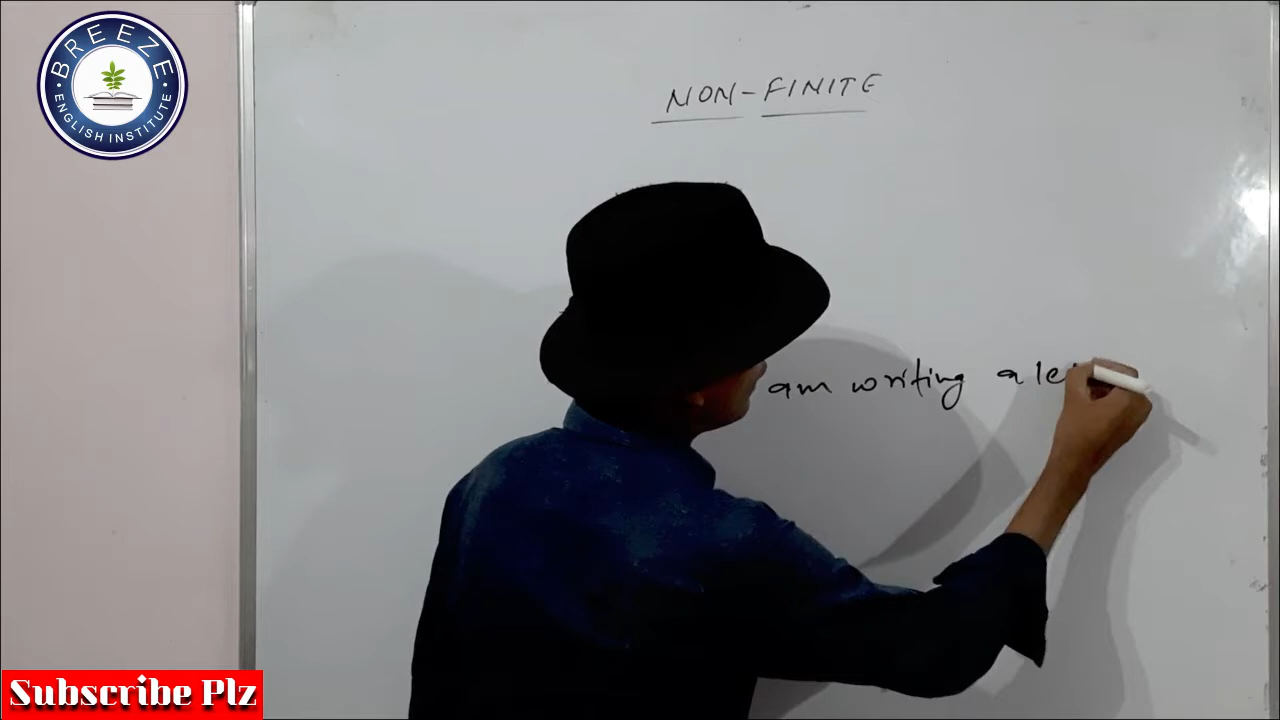 BREEZE
ENGLISH INSTITUTE
NON-FINITE
am writing a
Subscribe Plz